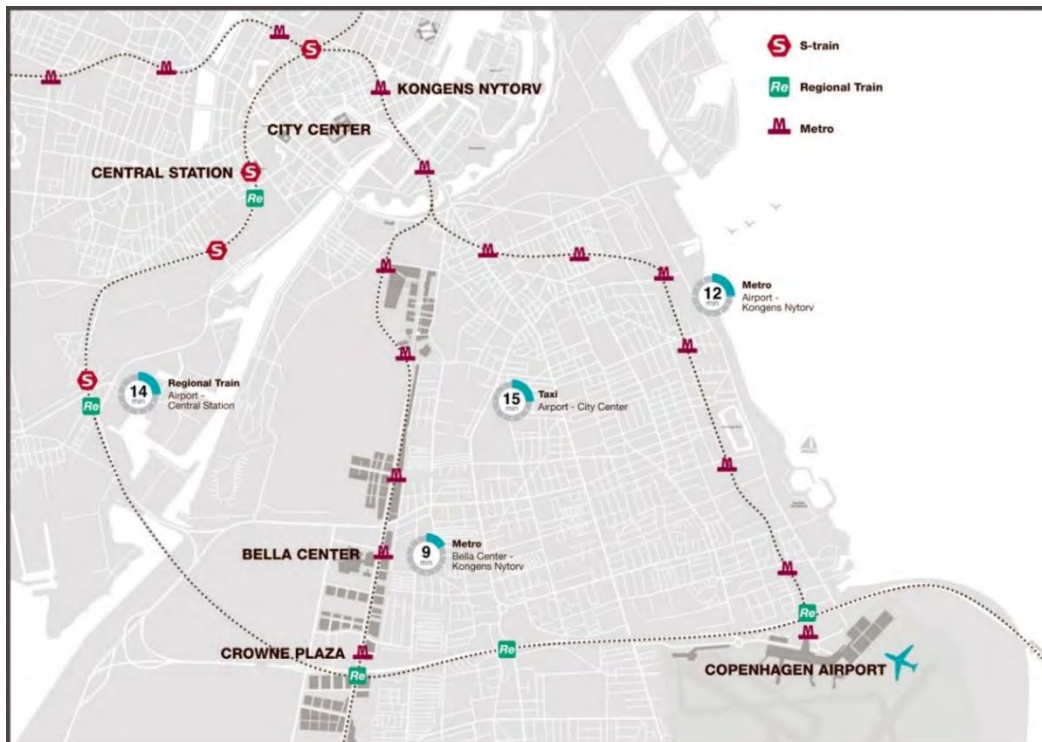 S S-train
KONGENS NYTORV
Re Regional Train
CITY CENTER
M Metro
CENTRAL STATION
S
Re
S
12
min
Metro
Airport -
Kongens Nytorv
S
Re
14
min
Regional Train
Airport -
Central Station
15
min
Taxi
Airport - City Center
BELLA CENTER
9
min
Metro
Bella Center -
Kongens Nytorv
CROWNE PLAZA
Re
Re
Re
COPENHAGEN AIRPORT